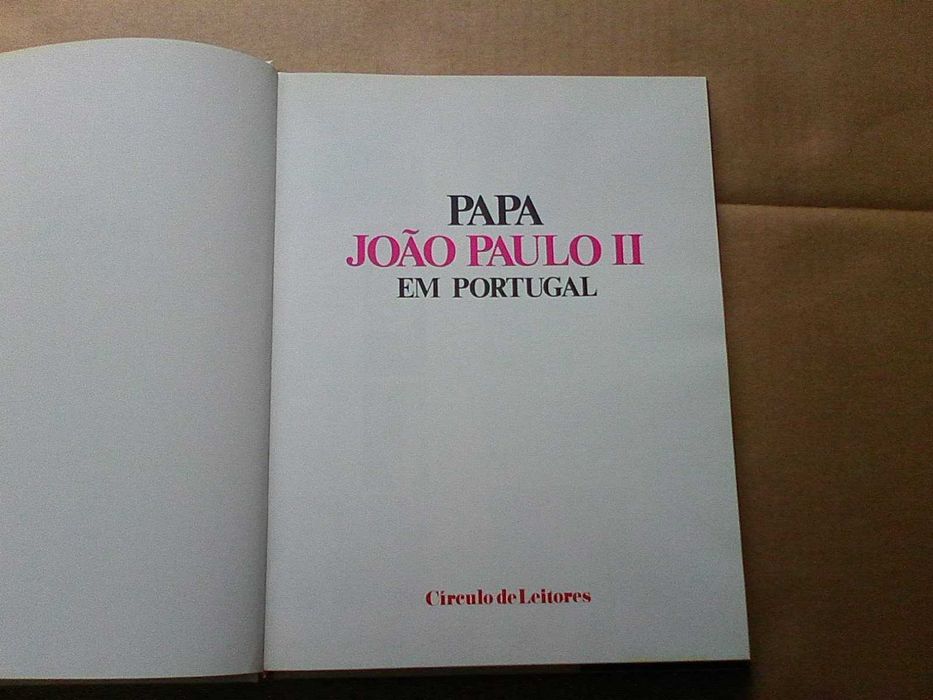 PAPA
JOÃO PAULO II
EM PORTUGAL
Círculo de Leitores